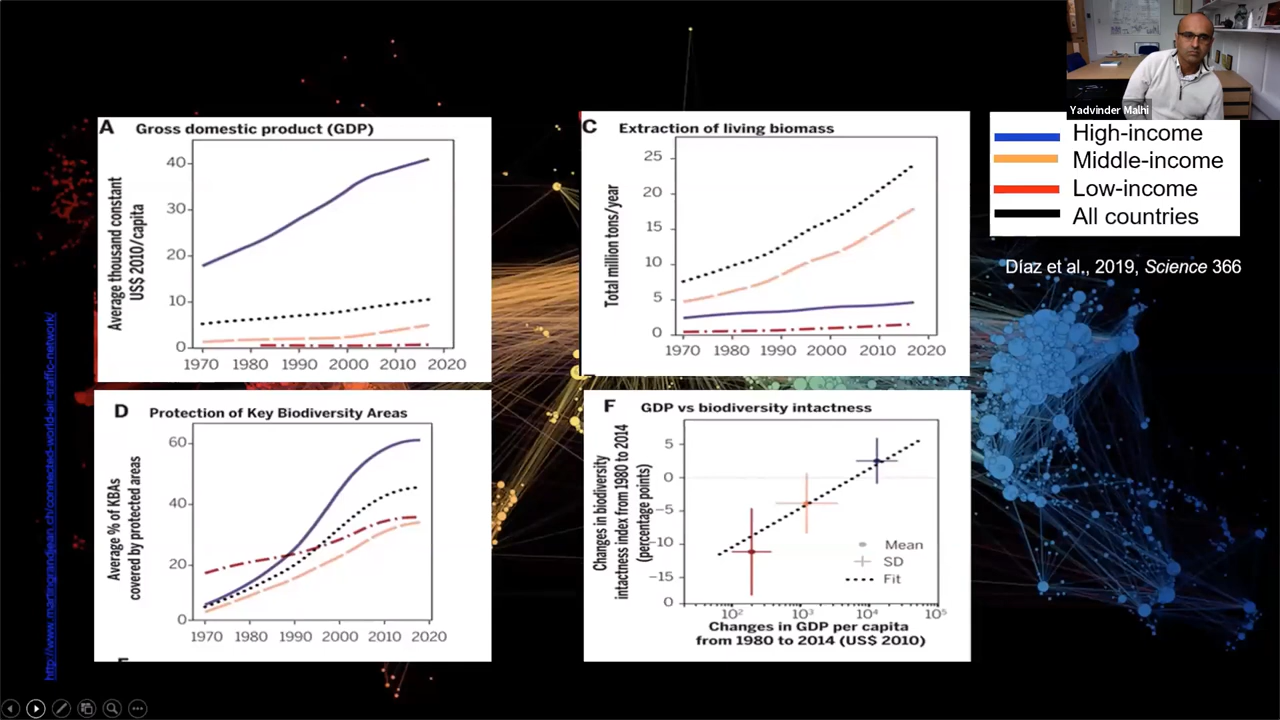 Yadvinder Malhi
High-income
Middle-income
Low-income
All countries
Díaz et al., 2019, Science 366
A Gross domestic product (GDP)
Average thousand constant
US$ 2010/capita
40
30
20
10
0
1970 1980 1990 2000 2010 2020
C Extraction of living biomass
Total million tons/year
25
20
15
10
5
0
1970 1980 1990 2000 2010 2020
D Protection of Key Biodiversity Areas
Average % of KBAs
covered by protected areas
60
40
20
0
1970 1980 1990 2000 2010 2020
F GDP vs biodiversity intactness
Changes in biodiversity
intactness index from 1980 to 2014
(percentage points)
5
0
−5
−10
−15
0
Mean
SD
Fit
10² 10³ 10⁴ 10⁵
Changes in GDP per capita
from 1980 to 2014 (US$ 2010)
http://www.martingrandjean.ch/connected-world-air-traffic-network/